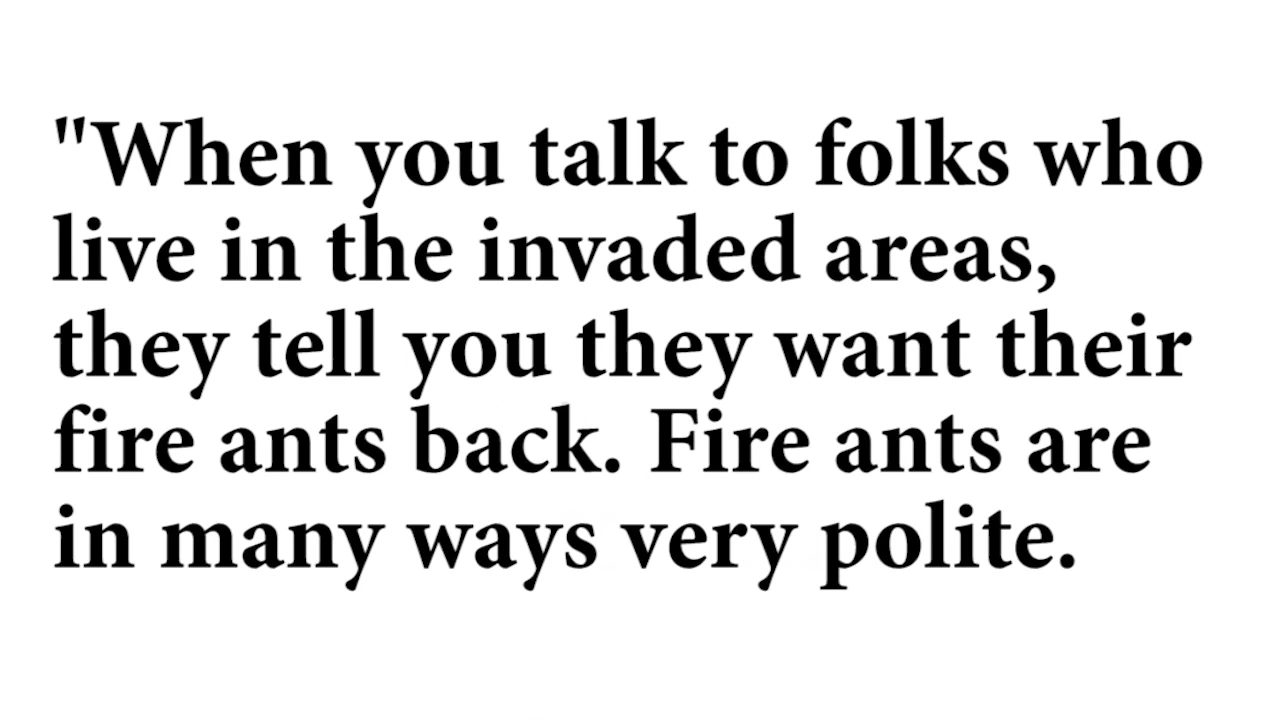 "When you talk to folks who
live in the invaded areas,
they tell you they want their
fire ants back. Fire ants are
in many ways very polite.